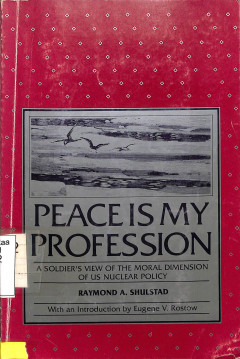 PEACE IS MY
PROFESSION
A SOLDIER'S VIEW OF THE MORAL DIMENSION
OF US NUCLEAR POLICY
RAYMOND A. SHULSTAD
With an Introduction by Eugene V. Rostow